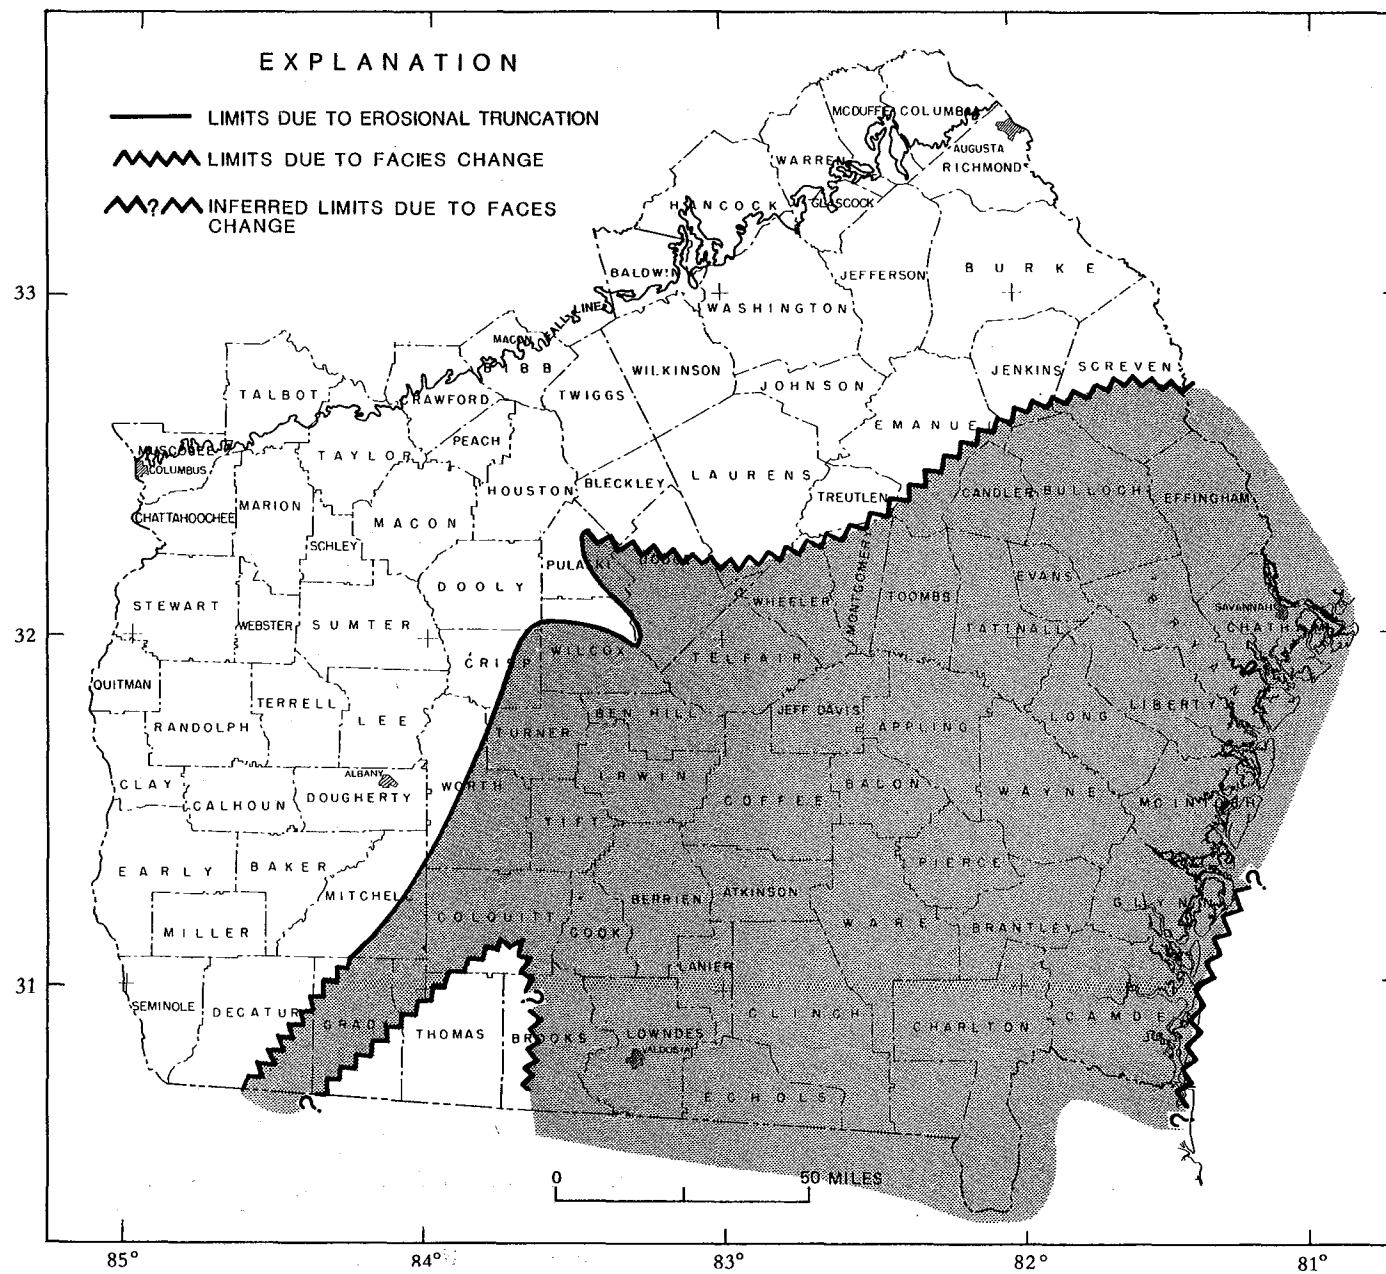 EXPLANATION
LIMITS DUE TO EROSIONAL TRUNCATION
LIMITS DUE TO FACIES CHANGE
? INFERRED LIMITS DUE TO FACES
CHANGE
MCDUFFIE
COLUMBIA
AUGUSTA
RICHMOND
WARREN
HANCOCK
GLASCOCK
BALDWIN
JEFFERSON
BURKE
33
WASHINGTON
FALL LINE
MACON
BIBB
WILKINSON
JENKINS
SCREVEN
TALBOT
CRAWFORD
TWIGGS
JOHNSON
EMANUEL
PEACH
MUSCOGEE
COLUMBUS
TAYLOR
HOUSTON
BLECKLEY
LAURENS
TREUTLEN
CANDLER
BULLOCH
EFFINGHAM
CHATTAHOOCHEE
MARION
MACON
SCHLEY
PULASKI
DODGE
DOOLY
MONTGOMERY
EVANS
STEWART
WEBSTER
SUMTER
WHEELER
TOOMBS
TATTNALL
SAVANNAH
CHATHAM
32
CRISP
WILCOX
TELFAIR
QUITMAN
TERRELL
LEE
RANDOLPH
TURNER
BEN HILL
JEFF DAVIS
APPLING
LONG
LIBERTY
CLAY
CALHOUN
ALBANY
DOUGHERTY
WORTH
IRWIN
COFFEE
BACON
WAYNE
MCINTOSH
TIFT
EARLY
BAKER
MITCHELL
PIERCE
BERRIEN
ATKINSON
?
MILLER
COLQUITT
COOK
WARE
BRANTLEY
GLYNN
LANIER
31
SEMINOLE
DECATUR
GRADY
THOMAS
?
BROOKS
LOWNDES
VALDOSTA
CLINCH
CHARLTON
CAMDEN
ECHOLS
?
?
0
50 MILES
85°
84°
83°
82°
81°